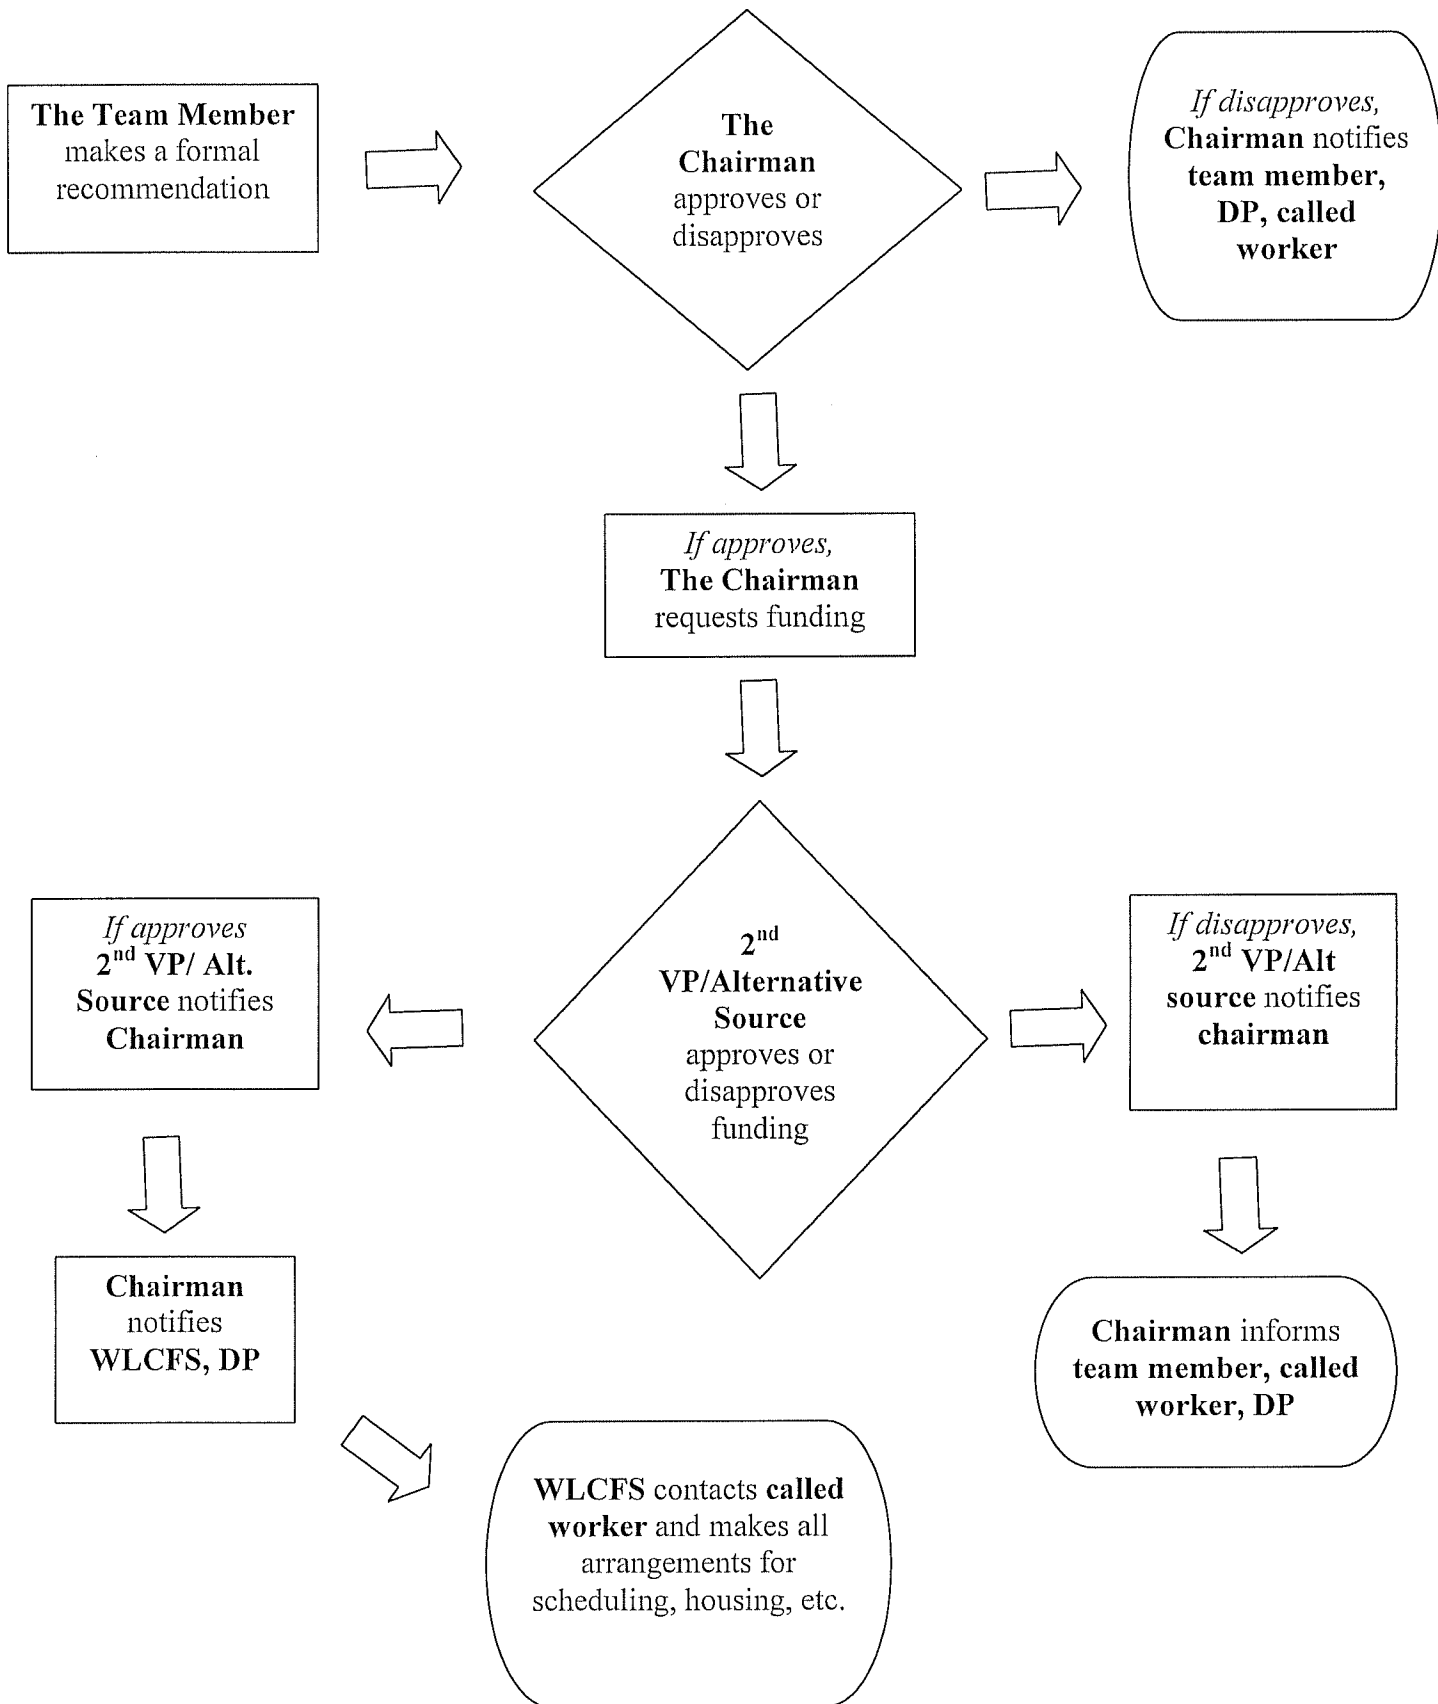 The Team Member
makes a formal
recommendation
The
Chairman
approves or
disapproves
If disapproves,
Chairman notifies
team member,
DP, called
worker
If approves,
The Chairman
requests funding
If approves
2nd VP/ Alt.
Source notifies
Chairman
2nd
VP/Alternative
Source
approves or
disapproves
funding
If disapproves,
2nd VP/Alt
source notifies
chairman
Chairman
notifies
WLCFS, DP
Chairman informs
team member, called
worker, DP
WLCFS contacts called
worker and makes all
arrangements for
scheduling, housing, etc.